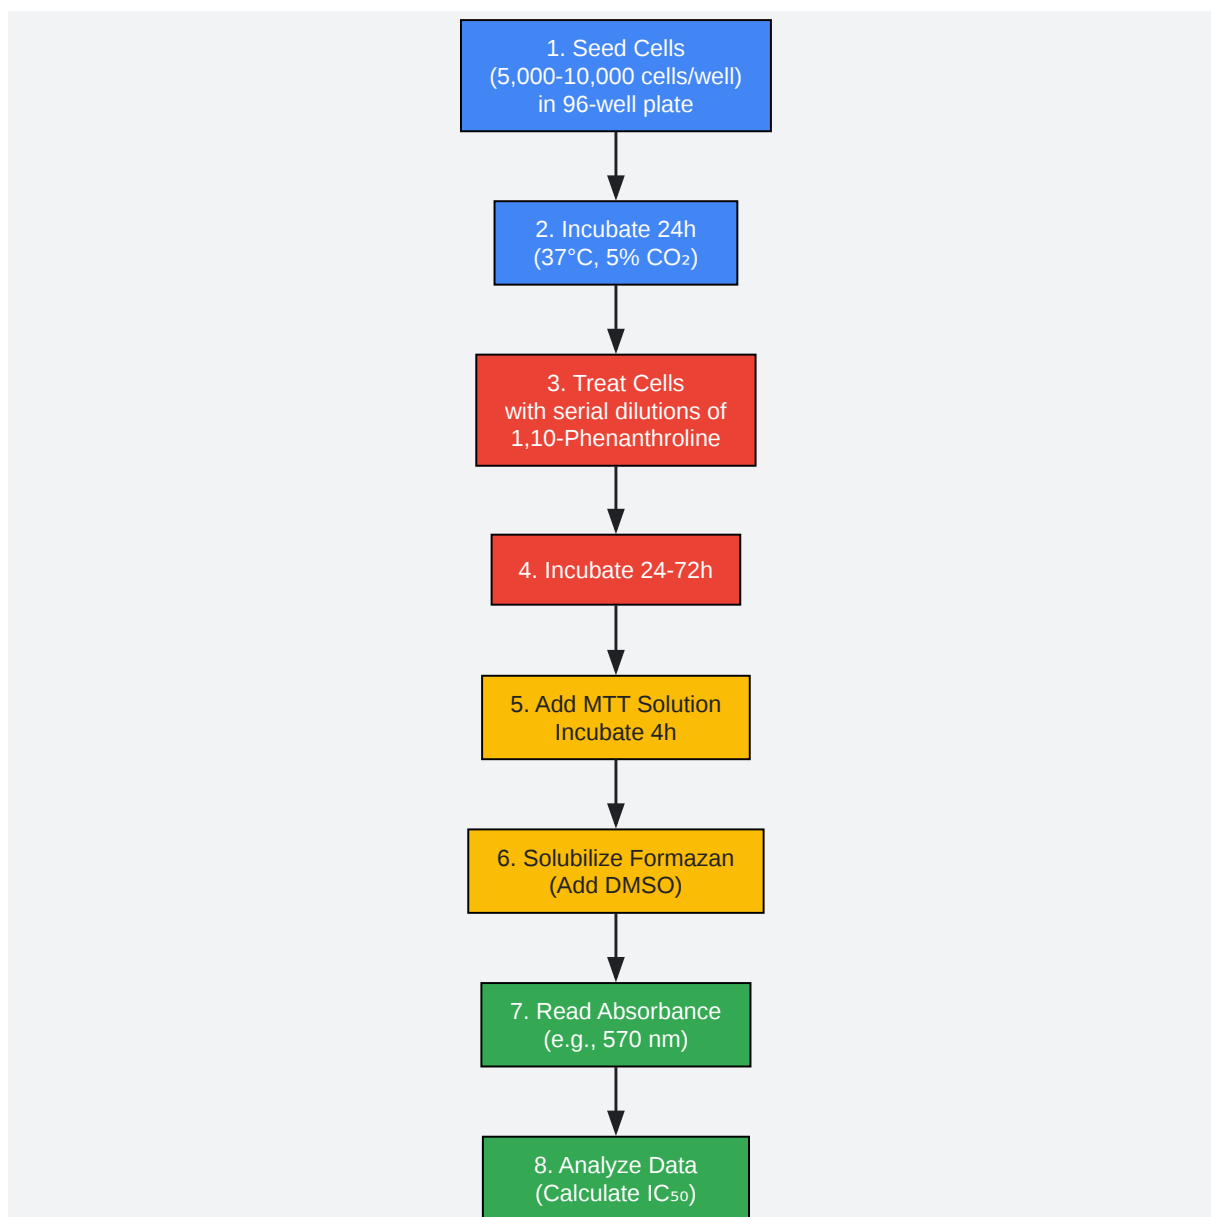 1. Seed Cells
(5,000-10,000 cells/well)
in 96-well plate
2. Incubate 24h
(37°C, 5% CO₂)
3. Treat Cells
with serial dilutions of
1,10-Phenanthroline
4. Incubate 24-72h
5. Add MTT Solution
Incubate 4h
6. Solubilize Formazan
(Add DMSO)
7. Read Absorbance
(e.g., 570 nm)
8. Analyze Data
(Calculate IC₅₀)